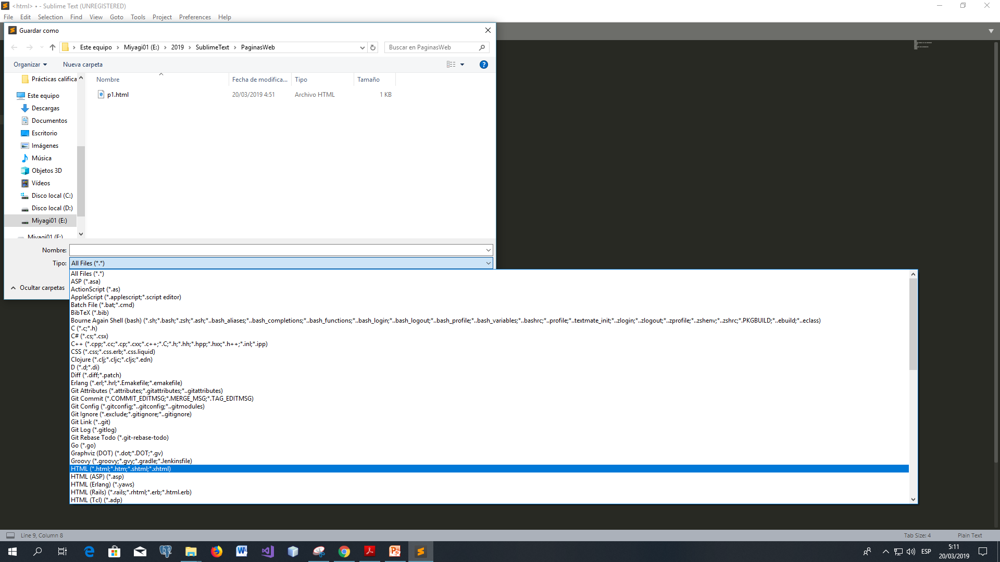 <html> • - Sublime Text (UNREGISTERED)
File Edit Selection Find View Goto Tools Project Preferences Help
Guardar como
Este equipo > Miyagi01 (E:) > 2019 > SublimeText > PaginasWeb
Buscar en PaginasWeb
Organizar Nueva carpeta
Nombre Fecha de modifica... Tipo Tamaño
p1.html 20/03/2019 4:51 Archivo HTML 1 KB
Prácticas califica
Este equipo
Descargas
Documentos
Escritorio
Imágenes
Música
Objetos 3D
Vídeos
Disco local (C:)
Disco local (D:)
Miyagi01 (E:)
Miyagi01 (E:)
Nombre:
Tipo: All Files (*.*)
Ocultar carpetas
All Files (*.*)
ASP (*.asa)
ActionScript (*.as)
AppleScript (*.applescript;*.script editor)
Batch File (*.bat;*.cmd)
BibTeX (*.bib)
Bourne Again Shell (bash) (*.sh;*.bash;*.zsh;*.ash;*..bash_aliases;*..bash_completions;*..bash_functions;*..bash_login;*..bash_logout;*..bash_profile;*..bash_variables;*..bashrc;*..profile;*..textmate_init;*..zlogin;*..zlogout;*..zprofile;*..zshenv;*..zshrc;*.PKGBUILD;*..ebuild;*..eclass)
C (*.c;*.h)
C# (*.cs;*.csx)
C++ (*.cpp;*.cc;*.cp;*.cxx;*.c++;*.C;*.h;*.hh;*.hpp;*.hxx;*.h++;*.inl;*.ipp)
CSS (*.css;*.css.erb;*.css.liquid)
Clojure (*.clj;*.cljc;*.cljs;*.edn)
D (*.d;*.di)
Diff (*.diff;*.patch)
Erlang (*.erl;*.hrl;*.Emakefile;*.emakefile)
Git Attributes (*.attributes;*.gitattributes;*..gitattributes)
Git Commit (*.COMMIT_EDITMSG;*.MERGE_MSG;*.TAG_EDITMSG)
Git Config (*.gitconfig;*..gitconfig;*..gitmodules)
Git Ignore (*.exclude;*.gitignore;*..gitignore)
Git Link (*..git)
Git Log (*.gitlog)
Git Rebase Todo (*.git-rebase-todo)
Go (*.go)
Graphviz (DOT) (*.dot;*.DOT;*.gv)
Groovy (*.groovy;*.gvy;*.gradle;*.Jenkinsfile)
HTML (*.html;*.htm;*.shtml;*.xhtml)
HTML (ASP) (*.asp)
HTML (Erlang) (*.yaws)
HTML (Rails) (*.rails;*.rhtml;*.erb;*.html.erb)
HTML (Tcl) (*.adp)
Line 9, Column 8 Tab Size: 4 Plain Text
ESP
5:11
20/03/2019